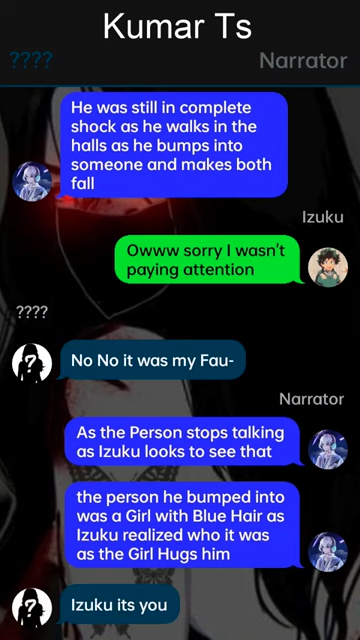 Kumar Ts
????
Narrator
He was still in complete
shock as he walks in the
halls as he bumps into
someone and makes both
fall
Izuku
Owww sorry I wasn't
paying attention
????
No No it was my Fau-
Narrator
As the Person stops talking
as Izuku looks to see that
the person he bumped into
was a Girl with Blue Hair as
Izuku realized who it was
as the Girl Hugs him
Izuku its you